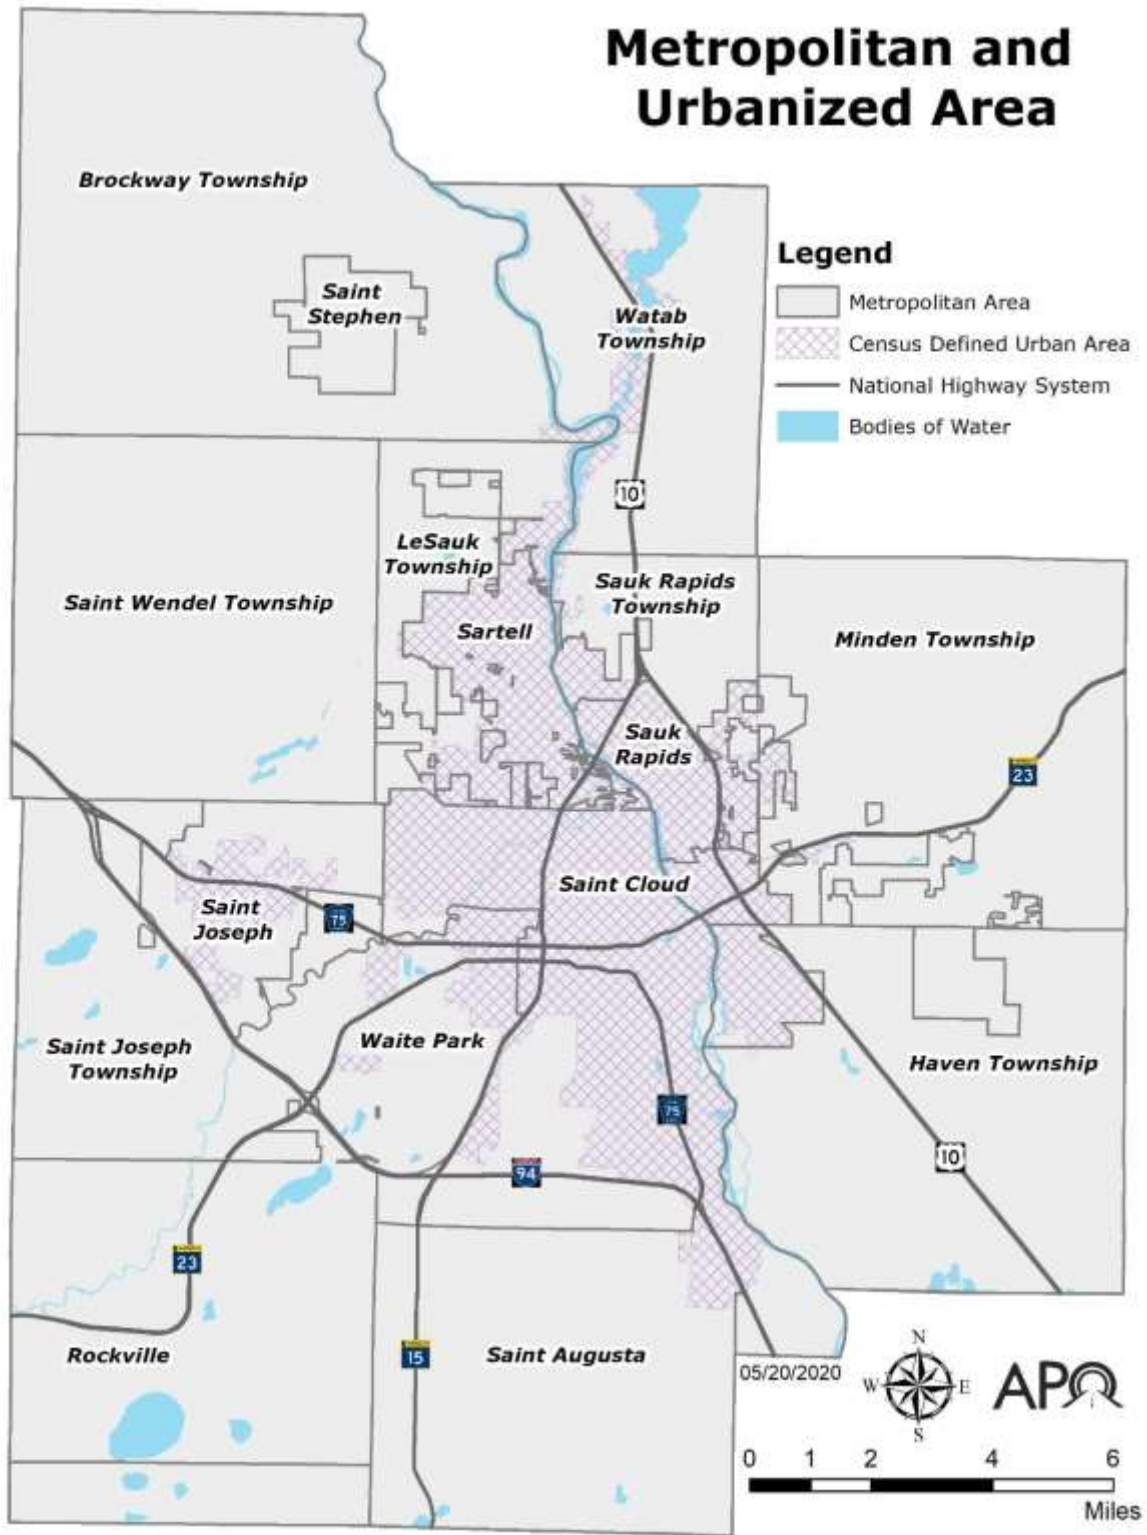 Metropolitan and
Urbanized Area
Brockway Township
Legend
Saint
Stephen
Metropolitan Area
Watab
Township
Census Defined Urban Area
National Highway System
Bodies of Water
10
LeSauk
Township
Sauk Rapids
Township
Saint Wendel Township
Sartell
Minden Township
Sauk
Rapids
23
Saint Cloud
Saint
Joseph
75
Waite Park
Saint Joseph
Township
Haven Township
75
10
94
23
Rockville
15
Saint Augusta
05/20/2020
N
W
E
S
APO
0 1 2 4 6
Miles